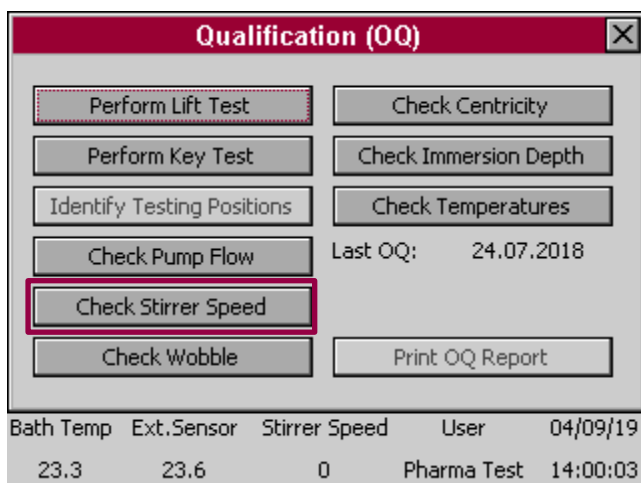 Qualification (OQ)
Perform Lift Test
Check Centricity
Perform Key Test
Check Immersion Depth
Identify Testing Positions
Check Temperatures
Check Pump Flow
Last OQ: 24.07.2018
Check Stirrer Speed
Check Wobble
Print OQ Report
Bath Temp Ext.Sensor Stirrer Speed User 04/09/19
23.3 23.6 0 Pharma Test 14:00:03